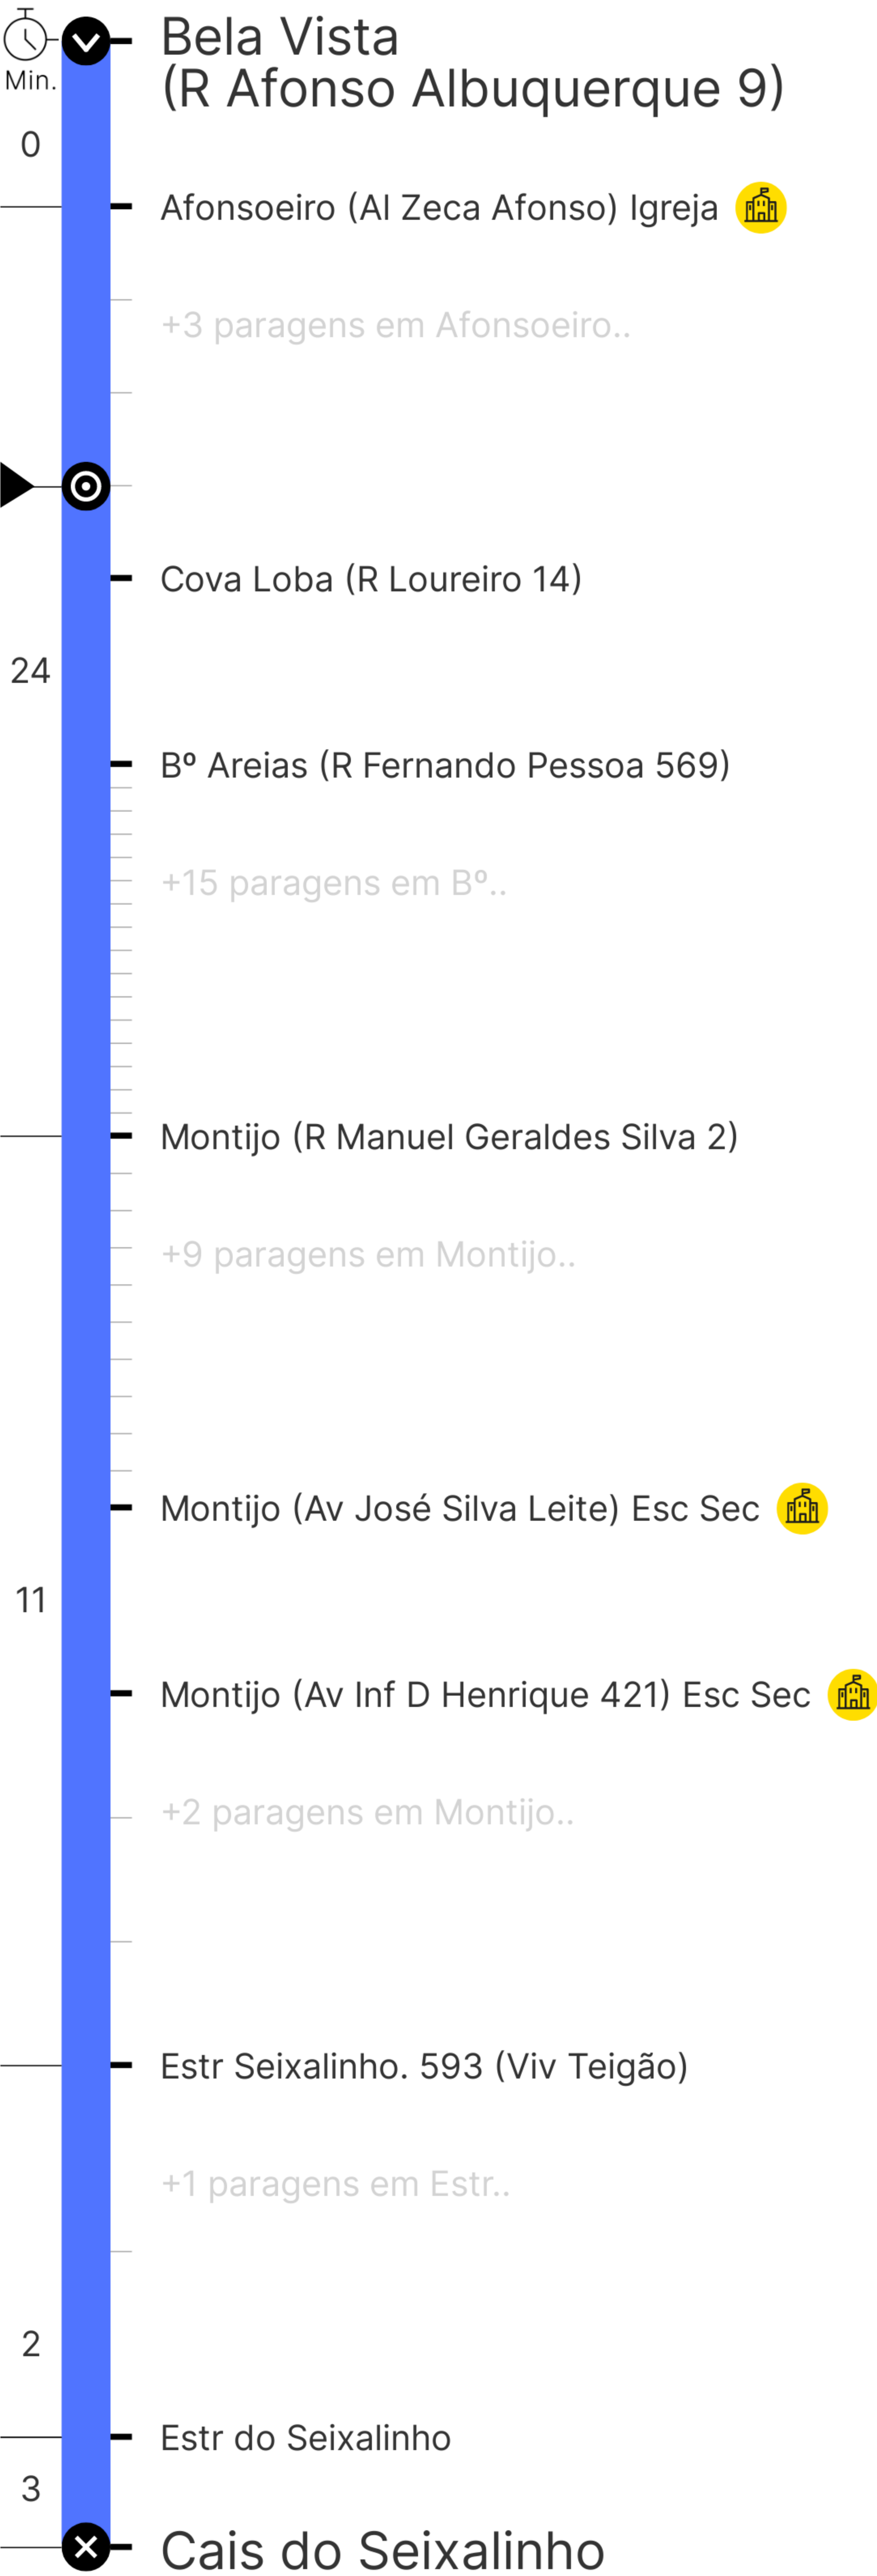 Bela Vista
(R Afonso Albuquerque 9)
Min.
0
Afonsoeiro (Al Zeca Afonso) Igreja
+3 paragens em Afonsoeiro..
Cova Loba (R Loureiro 14)
24
Bº Areias (R Fernando Pessoa 569)
+15 paragens em Bº..
Montijo (R Manuel Geraldes Silva 2)
+9 paragens em Montijo..
Montijo (Av José Silva Leite) Esc Sec
11
Montijo (Av Inf D Henrique 421) Esc Sec
+2 paragens em Montijo..
Estr Seixalinho. 593 (Viv Teigão)
+1 paragens em Estr..
2
Estr do Seixalinho
3
Cais do Seixalinho